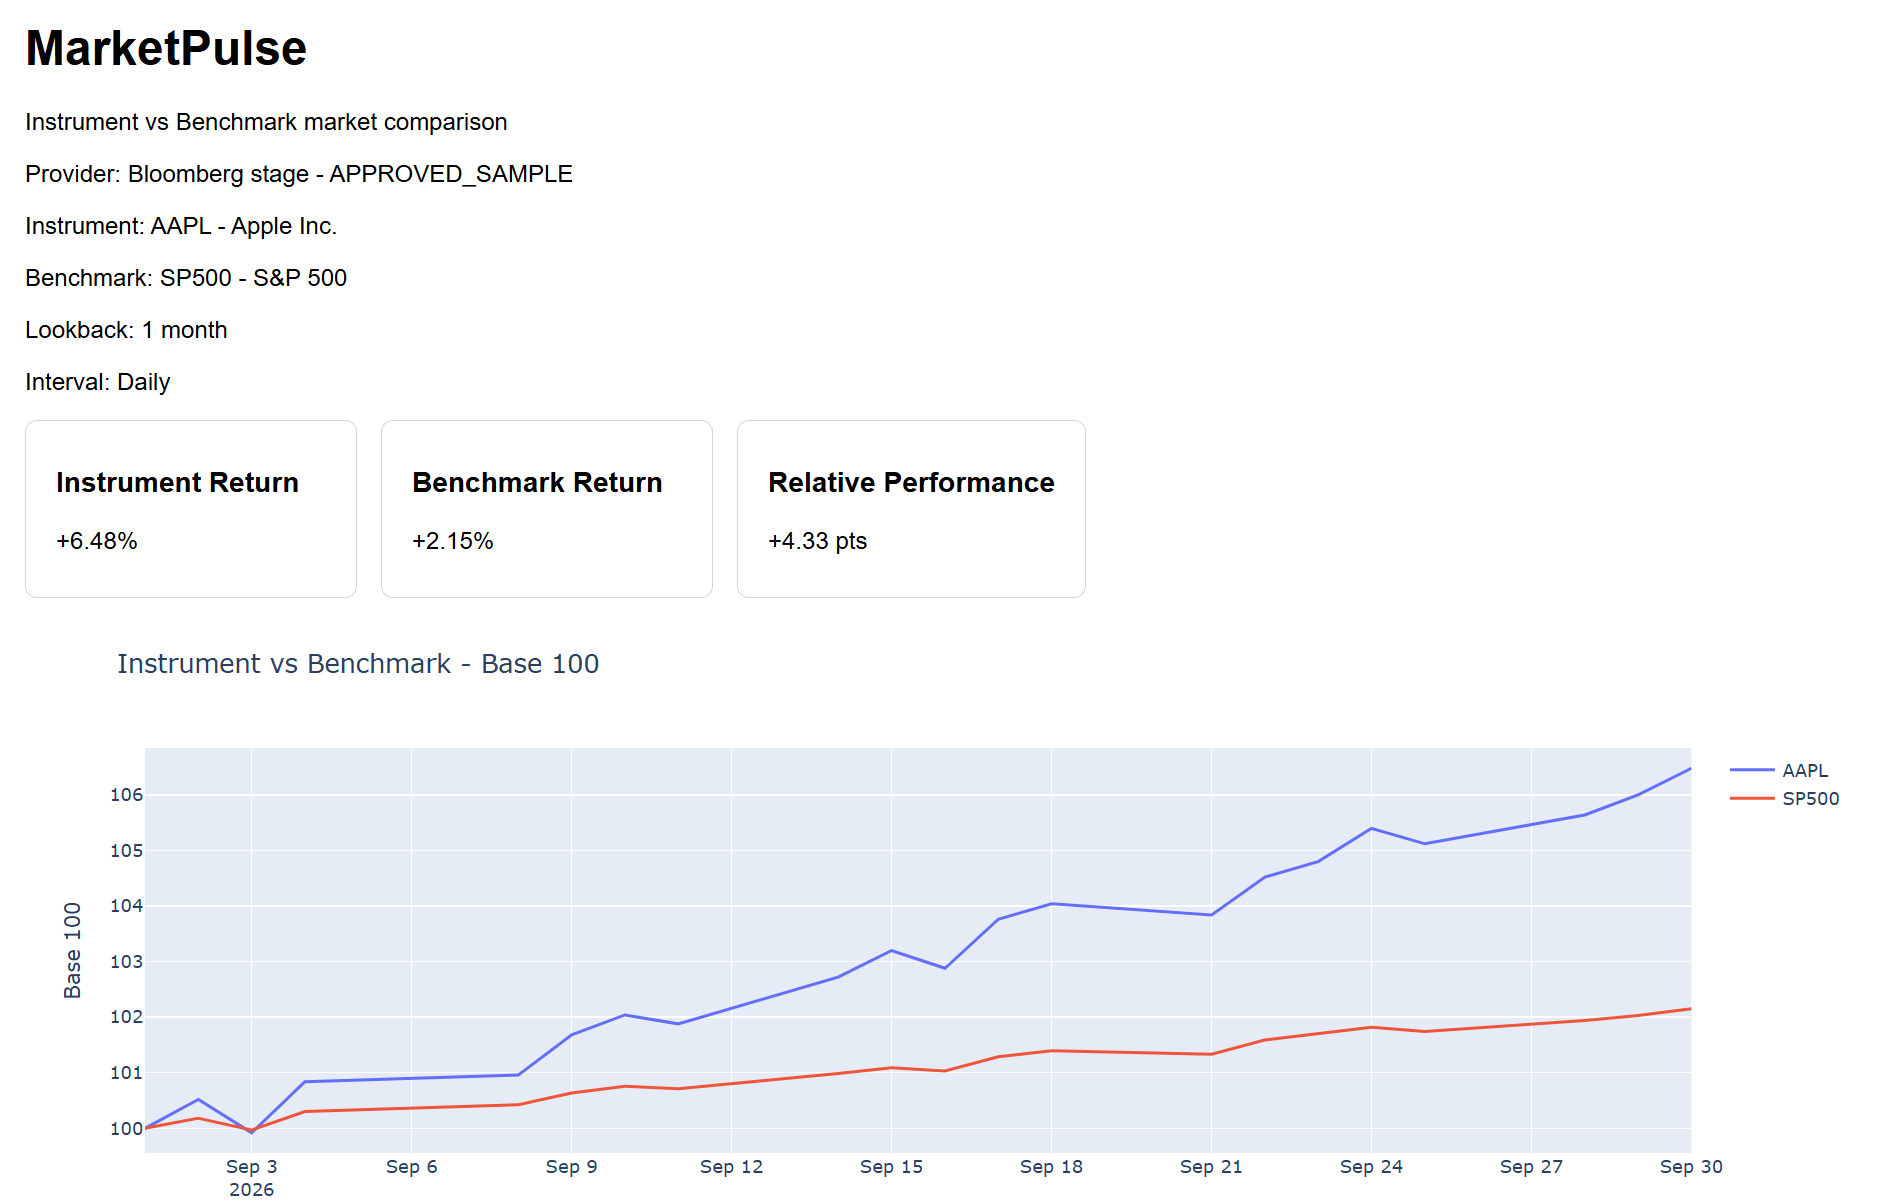 MarketPulse
Instrument vs Benchmark market comparison
Provider: Bloomberg stage - APPROVED_SAMPLE
Instrument: AAPL - Apple Inc.
Benchmark: SP500 - S&P 500
Lookback: 1 month
Interval: Daily
Instrument Return
+6.48%
Benchmark Return
+2.15%
Relative Performance
+4.33 pts
Instrument vs Benchmark - Base 100
AAPL
SP500
Base 100
106
105
104
103
102
101
100
Sep 3
2026
Sep 6
Sep 9
Sep 12
Sep 15
Sep 18
Sep 21
Sep 24
Sep 27
Sep 30